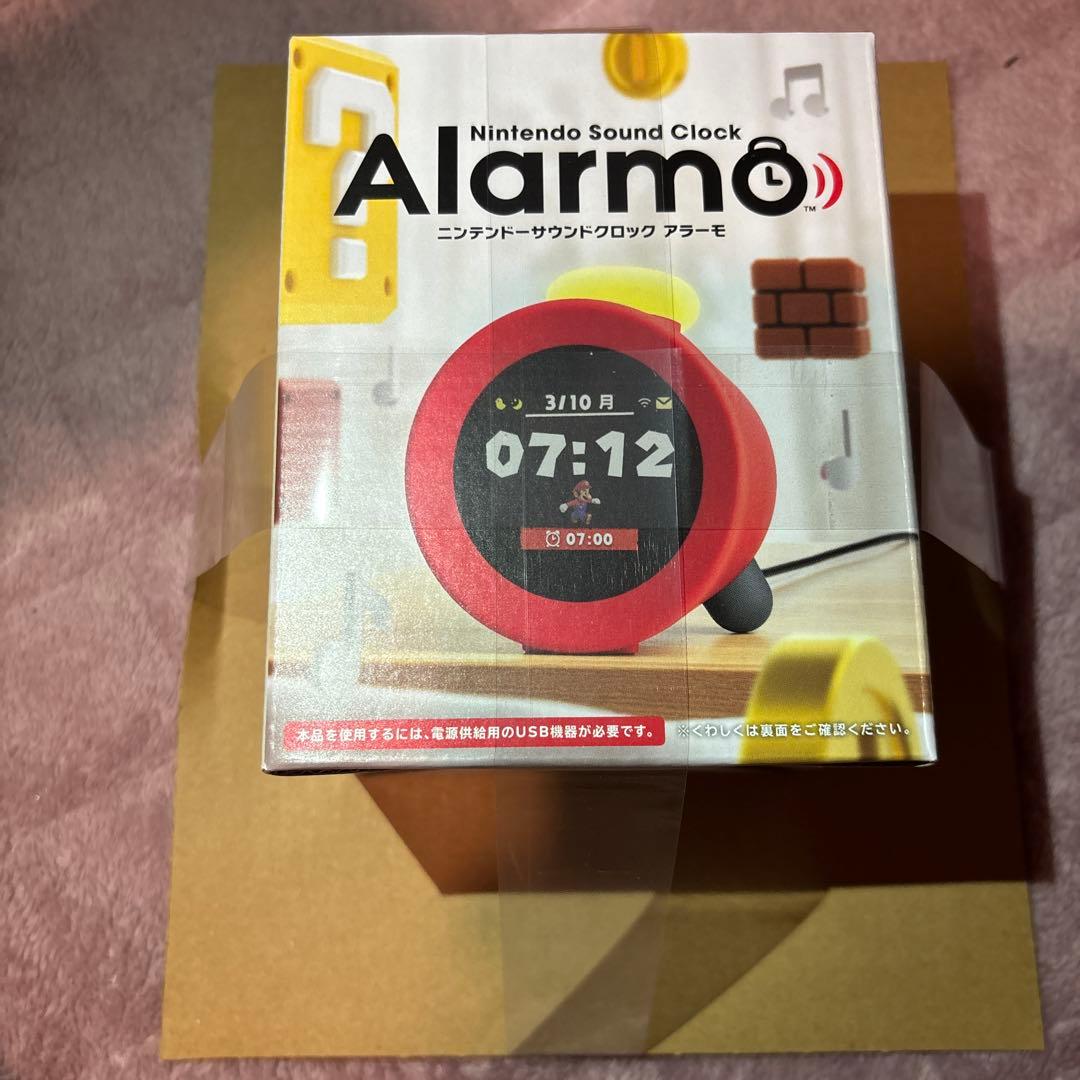 Nintendo Sound Clock
Alarmo
TM
ニンテンドーサウンドクロック アラーモ
3/10 月
07:12
07:00
本品を使用するには、電源供給用のUSB機器が必要です。
※くわしくは裏面をご確認ください。